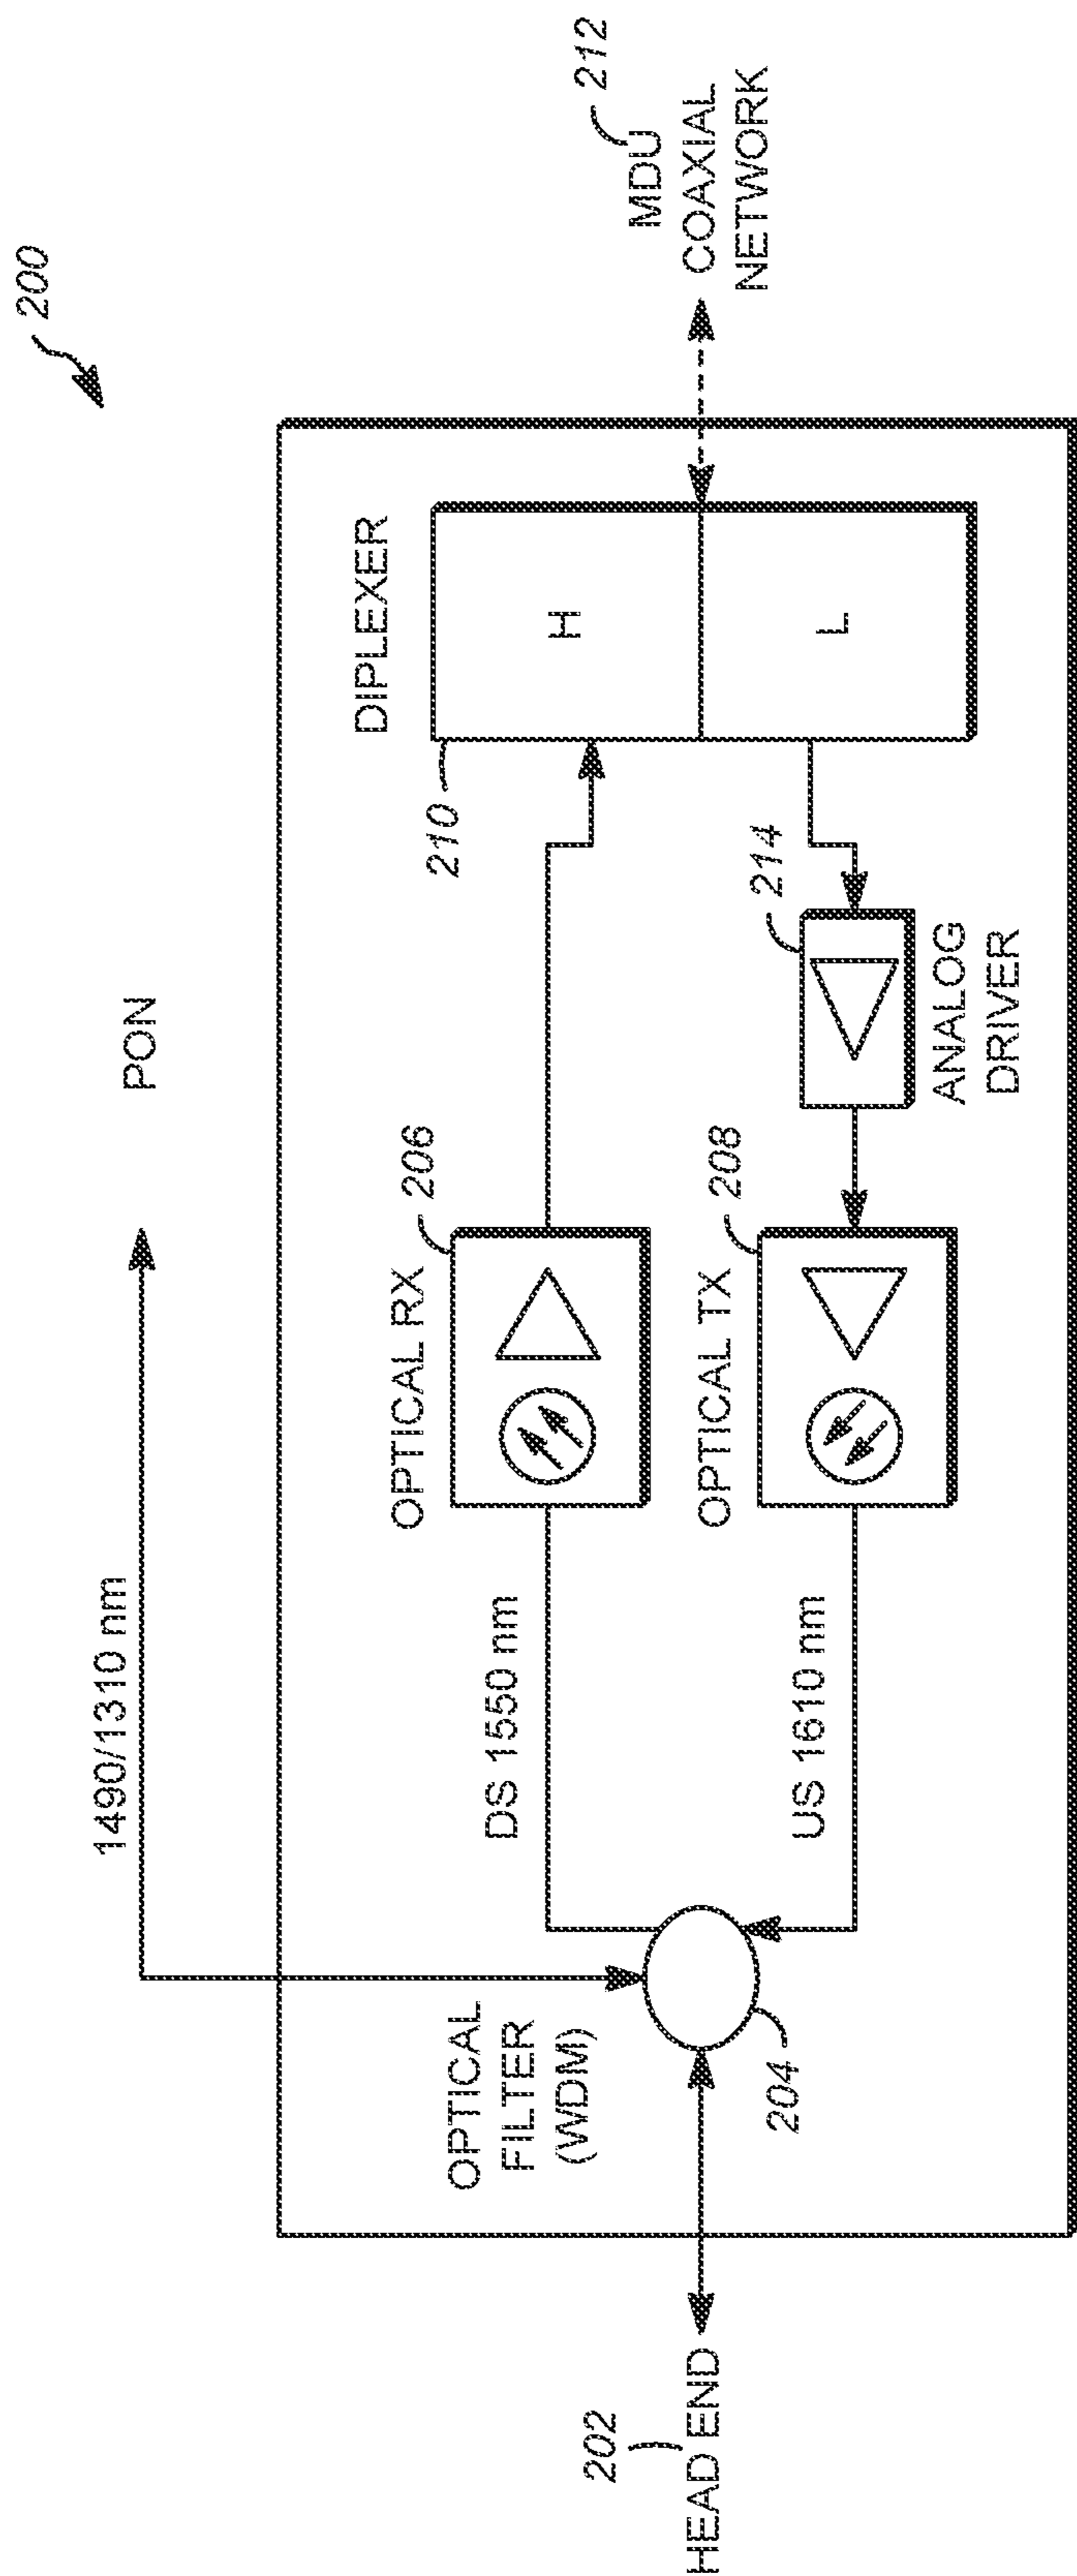 200
1490/1310 nm
PON
OPTICAL
FILTER
(WDM)
204
DS 1550 nm
OPTICAL RX
206
US 1610 nm
OPTICAL TX
208
214
ANALOG
DRIVER
DIPLEXER
210
H
L
202
HEAD END
212
MDU
COAXIAL
NETWORK